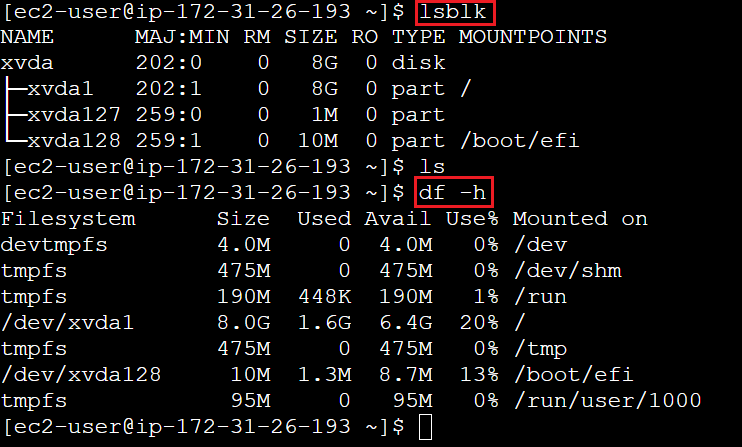 [ec2-user@ip-172-31-26-193 ~]$ lsblk
NAME      MAJ:MIN RM SIZE RO TYPE MOUNTPOINTS
xvda      202:0    0   8G  0 disk
├─xvda1   202:1    0   8G  0 part /
├─xvda127 259:0    0   1M  0 part
└─xvda128 259:1    0  10M  0 part /boot/efi
[ec2-user@ip-172-31-26-193 ~]$ ls
[ec2-user@ip-172-31-26-193 ~]$ df -h
Filesystem      Size  Used Avail Use% Mounted on
devtmpfs        4.0M     0  4.0M   0% /dev
tmpfs           475M     0  475M   0% /dev/shm
tmpfs           190M  448K  190M   1% /run
/dev/xvda1      8.0G  1.6G  6.4G  20% /
tmpfs           475M     0  475M   0% /tmp
/dev/xvda128     10M  1.3M  8.7M  13% /boot/efi
tmpfs            95M     0   95M   0% /run/user/1000
[ec2-user@ip-172-31-26-193 ~]$